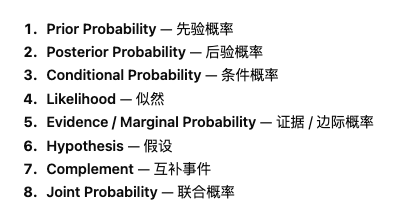 1. Prior Probability — 先验概率
2. Posterior Probability — 后验概率
3. Conditional Probability — 条件概率
4. Likelihood — 似然
5. Evidence / Marginal Probability — 证据 / 边际概率
6. Hypothesis — 假设
7. Complement — 互补事件
8. Joint Probability — 联合概率